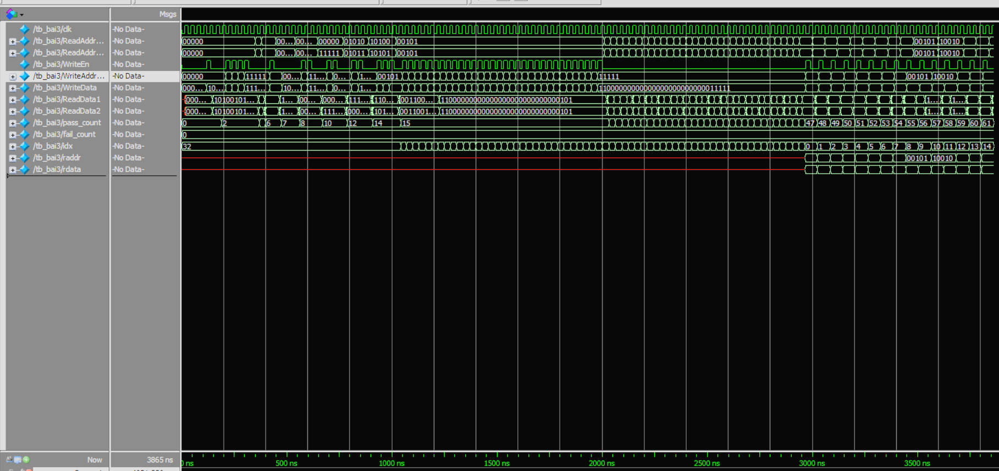 Msgs
/tb_bai3/clk -No Data-
/tb_bai3/ReadAddr... -No Data- 00000 00... 00... 00000 01010 10100 00101 00101 10010
/tb_bai3/ReadAddr... -No Data- 00000 00... 00... 11111 01011 10101 00101 00101 10010
/tb_bai3/WriteEn -No Data-
/tb_bai3/WriteAddr... -No Data- 00000 11111 00... 11... 0... 1... 00101 11111 00101 10010
/tb_bai3/WriteData -No Data- 000... 10... 111... 10... 11... 0... 1... 11000000000000000000000000011111
/tb_bai3/ReadData1 -No Data- 000... 10100101... 1... 00... 000... 111... 110... 001100... 11000000000000000000000000000101 1... 1...
/tb_bai3/ReadData2 -No Data- 000... 10100101... 1... 00... 111... 000... 101... 0011001... 11000000000000000000000000000101 1... 1...
/tb_bai3/pass_count -No Data- 0 2 6 7 8 10 12 14 15 47 48 49 50 51 52 53 54 55 56 57 58 59 60 61
/tb_bai3/fail_count -No Data- 0
/tb_bai3/idx -No Data- 32 0 1 2 3 4 5 6 7 8 9 10 11 12 13 14
/tb_bai3/raddr -No Data- 00101 10010
/tb_bai3/rdata -No Data-
Now 3865 ns ns 500 ns 1000 ns 1500 ns 2000 ns 2500 ns 3000 ns 3500 ns